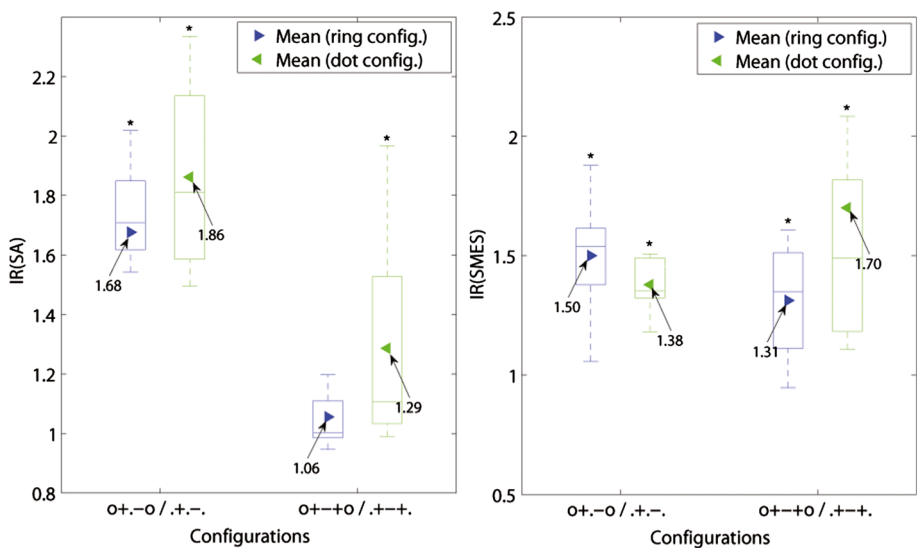 2.2
2
1.8
1.6
1.4
1.2
1
0.8
IR(SA)
Mean (ring config.)
Mean (dot config.)
*
*
*
1.68
1.86
1.06
1.29
o+.−o / .+.−.
o+−+o / .+−+.
Configurations
2.5
2
1.5
1
0.5
IR(SMES)
Mean (ring config.)
Mean (dot config.)
*
*
*
*
1.50
1.38
1.31
1.70
o+.−o / .+.−.
o+−+o / .+−+.
Configurations